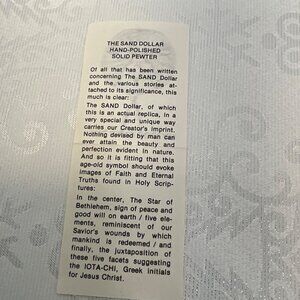 THE SAND DOLLAR
HAND-POLISHED
SOLID PEWTER
Of all that has been written
concerning The SAND Dollar
and the various stories at-
tached to its significance, this
much is clear:
The SAND Dollar, of which
this is an actual replica, in a
very special and unique way
carries our Creator's imprint.
Nothing devised by man can
ever attain the beauty and
perfection evident in nature.
And so it is fitting that this
age-old symbol should evoke
images of Faith and Eternal
Truths found in Holy Scrip-
tures:
In the center, The Star of
Bethlehem, sign of peace and
good will on earth / five ele-
ments, reminiscent of our
Savior's wounds by which
mankind is redeemed / and
finally, the juxtaposition of
these five facets suggesting
the IOTA-CHI, Greek initials
for Jesus Christ.